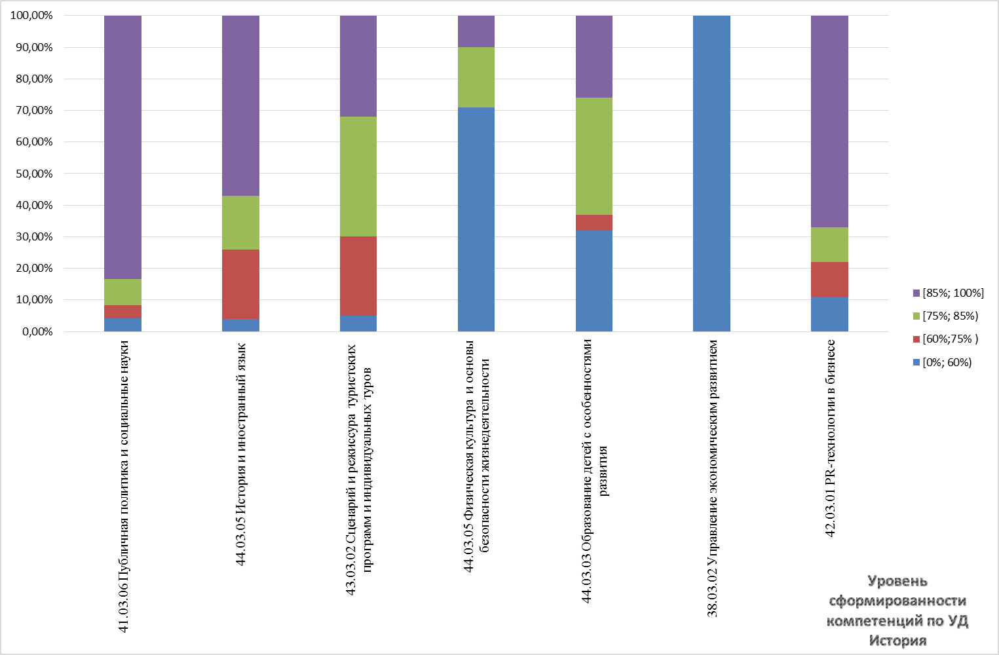 100,00%
90,00%
80,00%
70,00%
60,00%
50,00%
40,00%
30,00%
20,00%
10,00%
0,00%
[85%; 100%]
[75%; 85%)
[60%;75% )
[0%; 60%)
41.03.06 Публичная политика и социальные науки
44.03.05 История и иностранный язык
43.03.02 Сценарий и режиссура туристских
программ и индивидуальных туров
44.03.05 Физическая культура и основы
безопасности жизнедеятельности
44.03.03 Образование детей с особенностями
развития
38.03.02 Управление экономическим развитием
42.03.01 PR-технологии в бизнесе
Уровень
сформированности
компетенций по УД
История